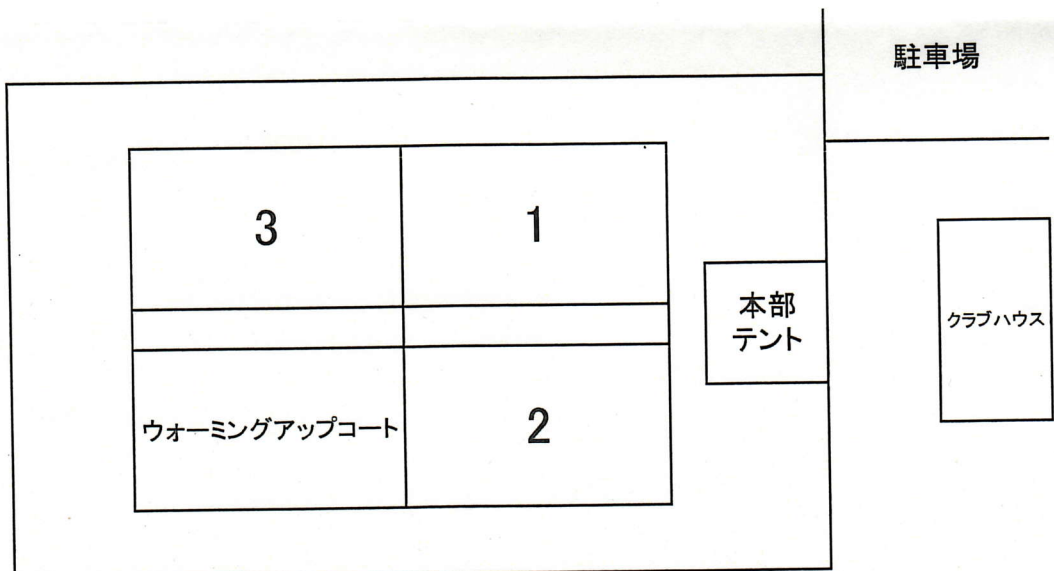 駐車場
3
1
本部
テント
クラブハウス
ウォーミングアップコート
2